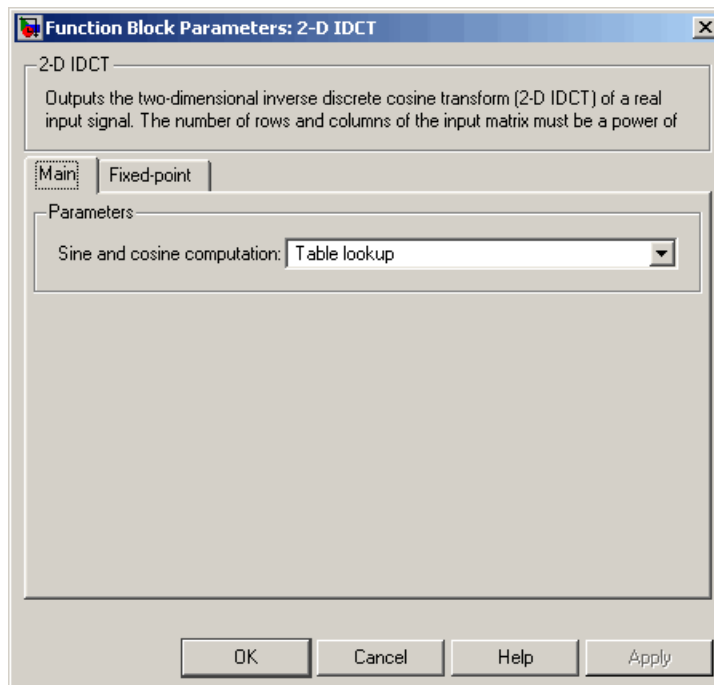 Function Block Parameters: 2-D IDCT
2-D IDCT
Outputs the two-dimensional inverse discrete cosine transform (2-D IDCT) of a real
input signal. The number of rows and columns of the input matrix must be a power of
Main Fixed-point
Parameters
Sine and cosine computation: Table lookup
OK Cancel Help Apply